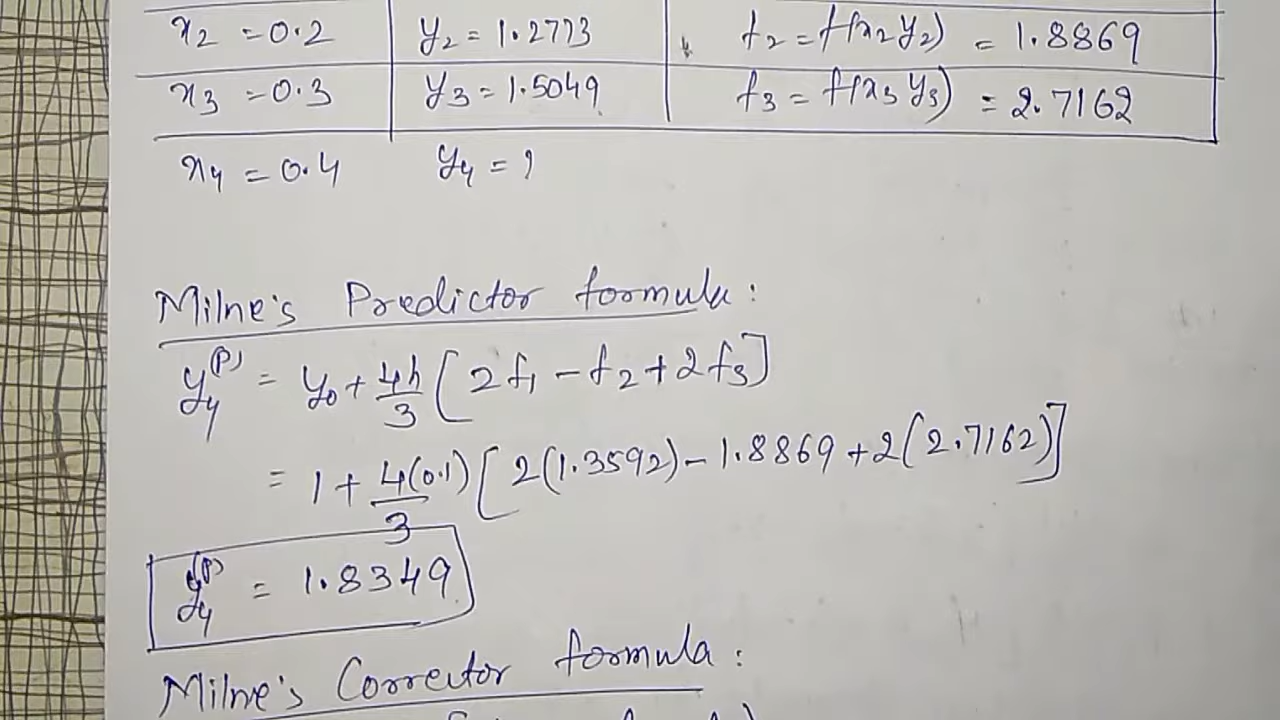 x2 = 0.2 y2 = 1.2773 f2 = f(x2 y2) = 1.8869
x3 = 0.3 y3 = 1.5049 f3 = f(x3 y3) = 2.7162
x4 = 0.4 y4 = ?
Milne's Predictor formula :
y4^(P) = y0 + 4h/3 [ 2f1 - f2 + 2f3 ]
= 1 + 4(0.1)/3 [ 2(1.3592) - 1.8869 + 2(2.7162) ]
y4^(P) = 1.8349
Milne's Corrector formula :